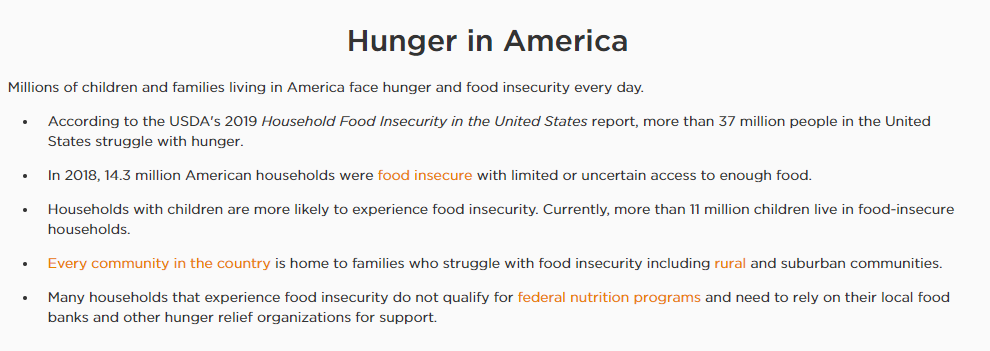 Hunger in America
Millions of children and families living in America face hunger and food insecurity every day.
• According to the USDA's 2019 Household Food Insecurity in the United States report, more than 37 million people in the United
States struggle with hunger.
• In 2018, 14.3 million American households were food insecure with limited or uncertain access to enough food.
• Households with children are more likely to experience food insecurity. Currently, more than 11 million children live in food-insecure
households.
• Every community in the country is home to families who struggle with food insecurity including rural and suburban communities.
• Many households that experience food insecurity do not qualify for federal nutrition programs and need to rely on their local food
banks and other hunger relief organizations for support.